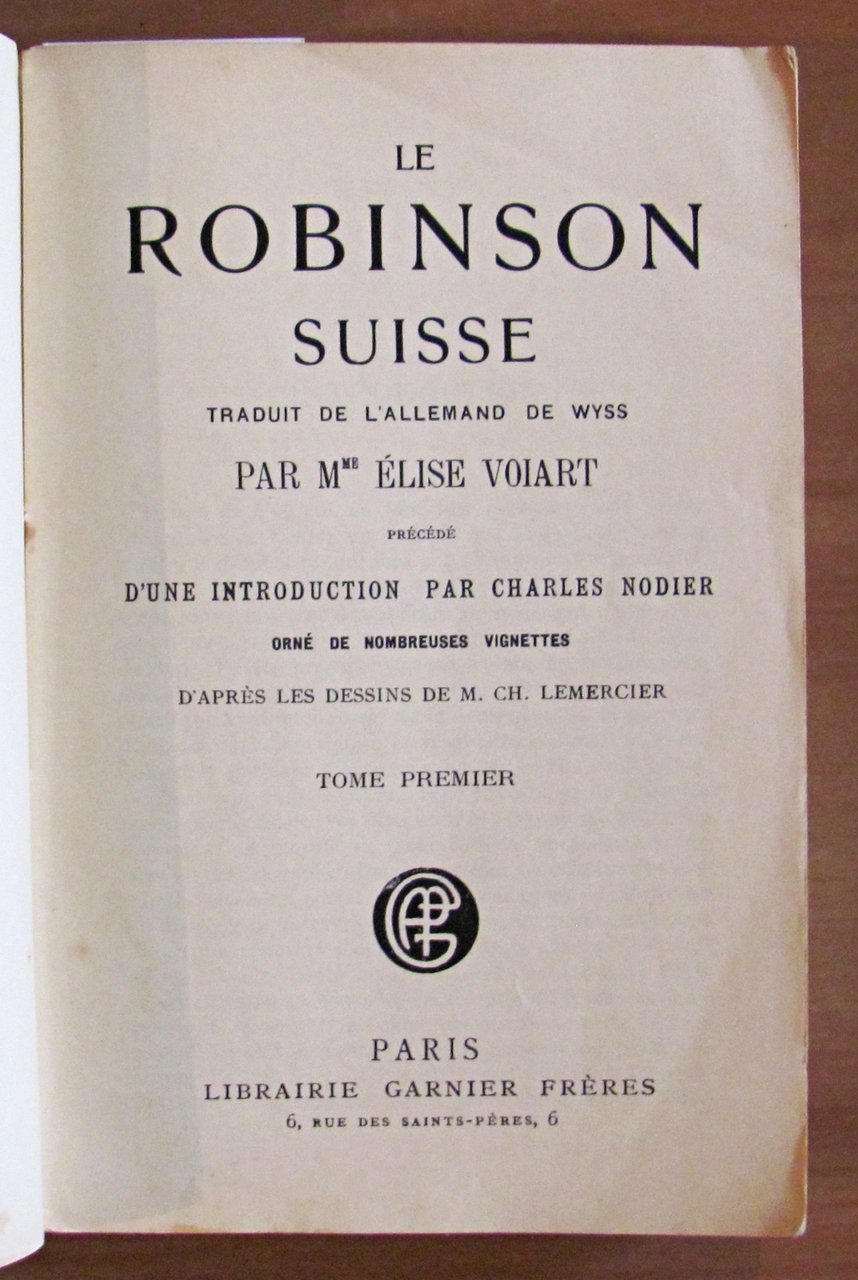 LE
ROBINSON
SUISSE
TRADUIT DE L'ALLEMAND DE WYSS
PAR Mᴹᴱ ÉLISE VOIART
PRÉCÉDÉ
D'UNE INTRODUCTION PAR CHARLES NODIER
ORNÉ DE NOMBREUSES VIGNETTES
D'APRÈS LES DESSINS DE M. CH. LEMERCIER
TOME PREMIER
PARIS
LIBRAIRIE GARNIER FRÈRES
6, RUE DES SAINTS-PÈRES, 6